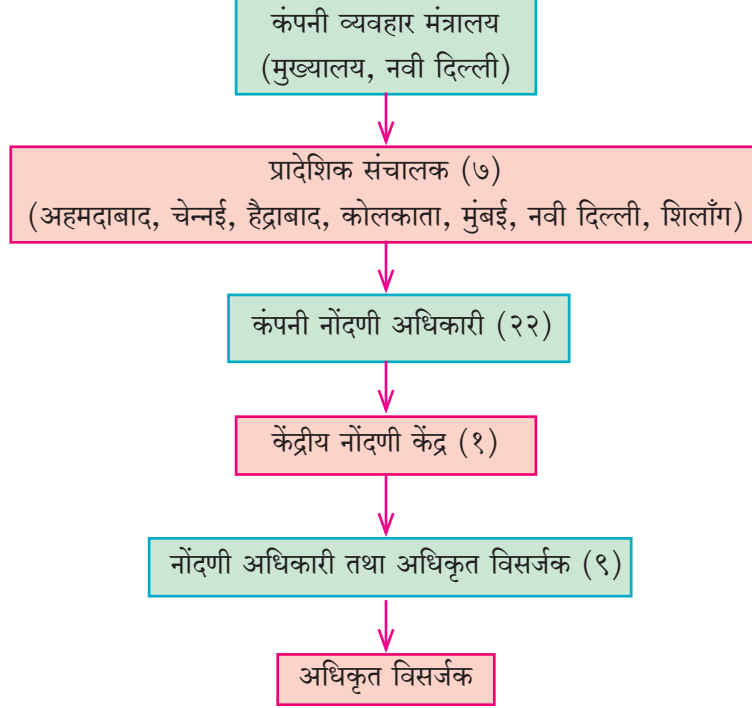 कंपनी व्यवहार मंत्रालय
(मुख्यालय, नवी दिल्ली)
प्रादेशिक संचालक (७)
(अहमदाबाद, चेन्नई, हैद्राबाद, कोलकाता, मुंबई, नवी दिल्ली, शिलाँग)
कंपनी नोंदणी अधिकारी (२२)
केंद्रीय नोंदणी केंद्र (१)
नोंदणी अधिकारी तथा अधिकृत विसर्जक (९)
अधिकृत विसर्जक